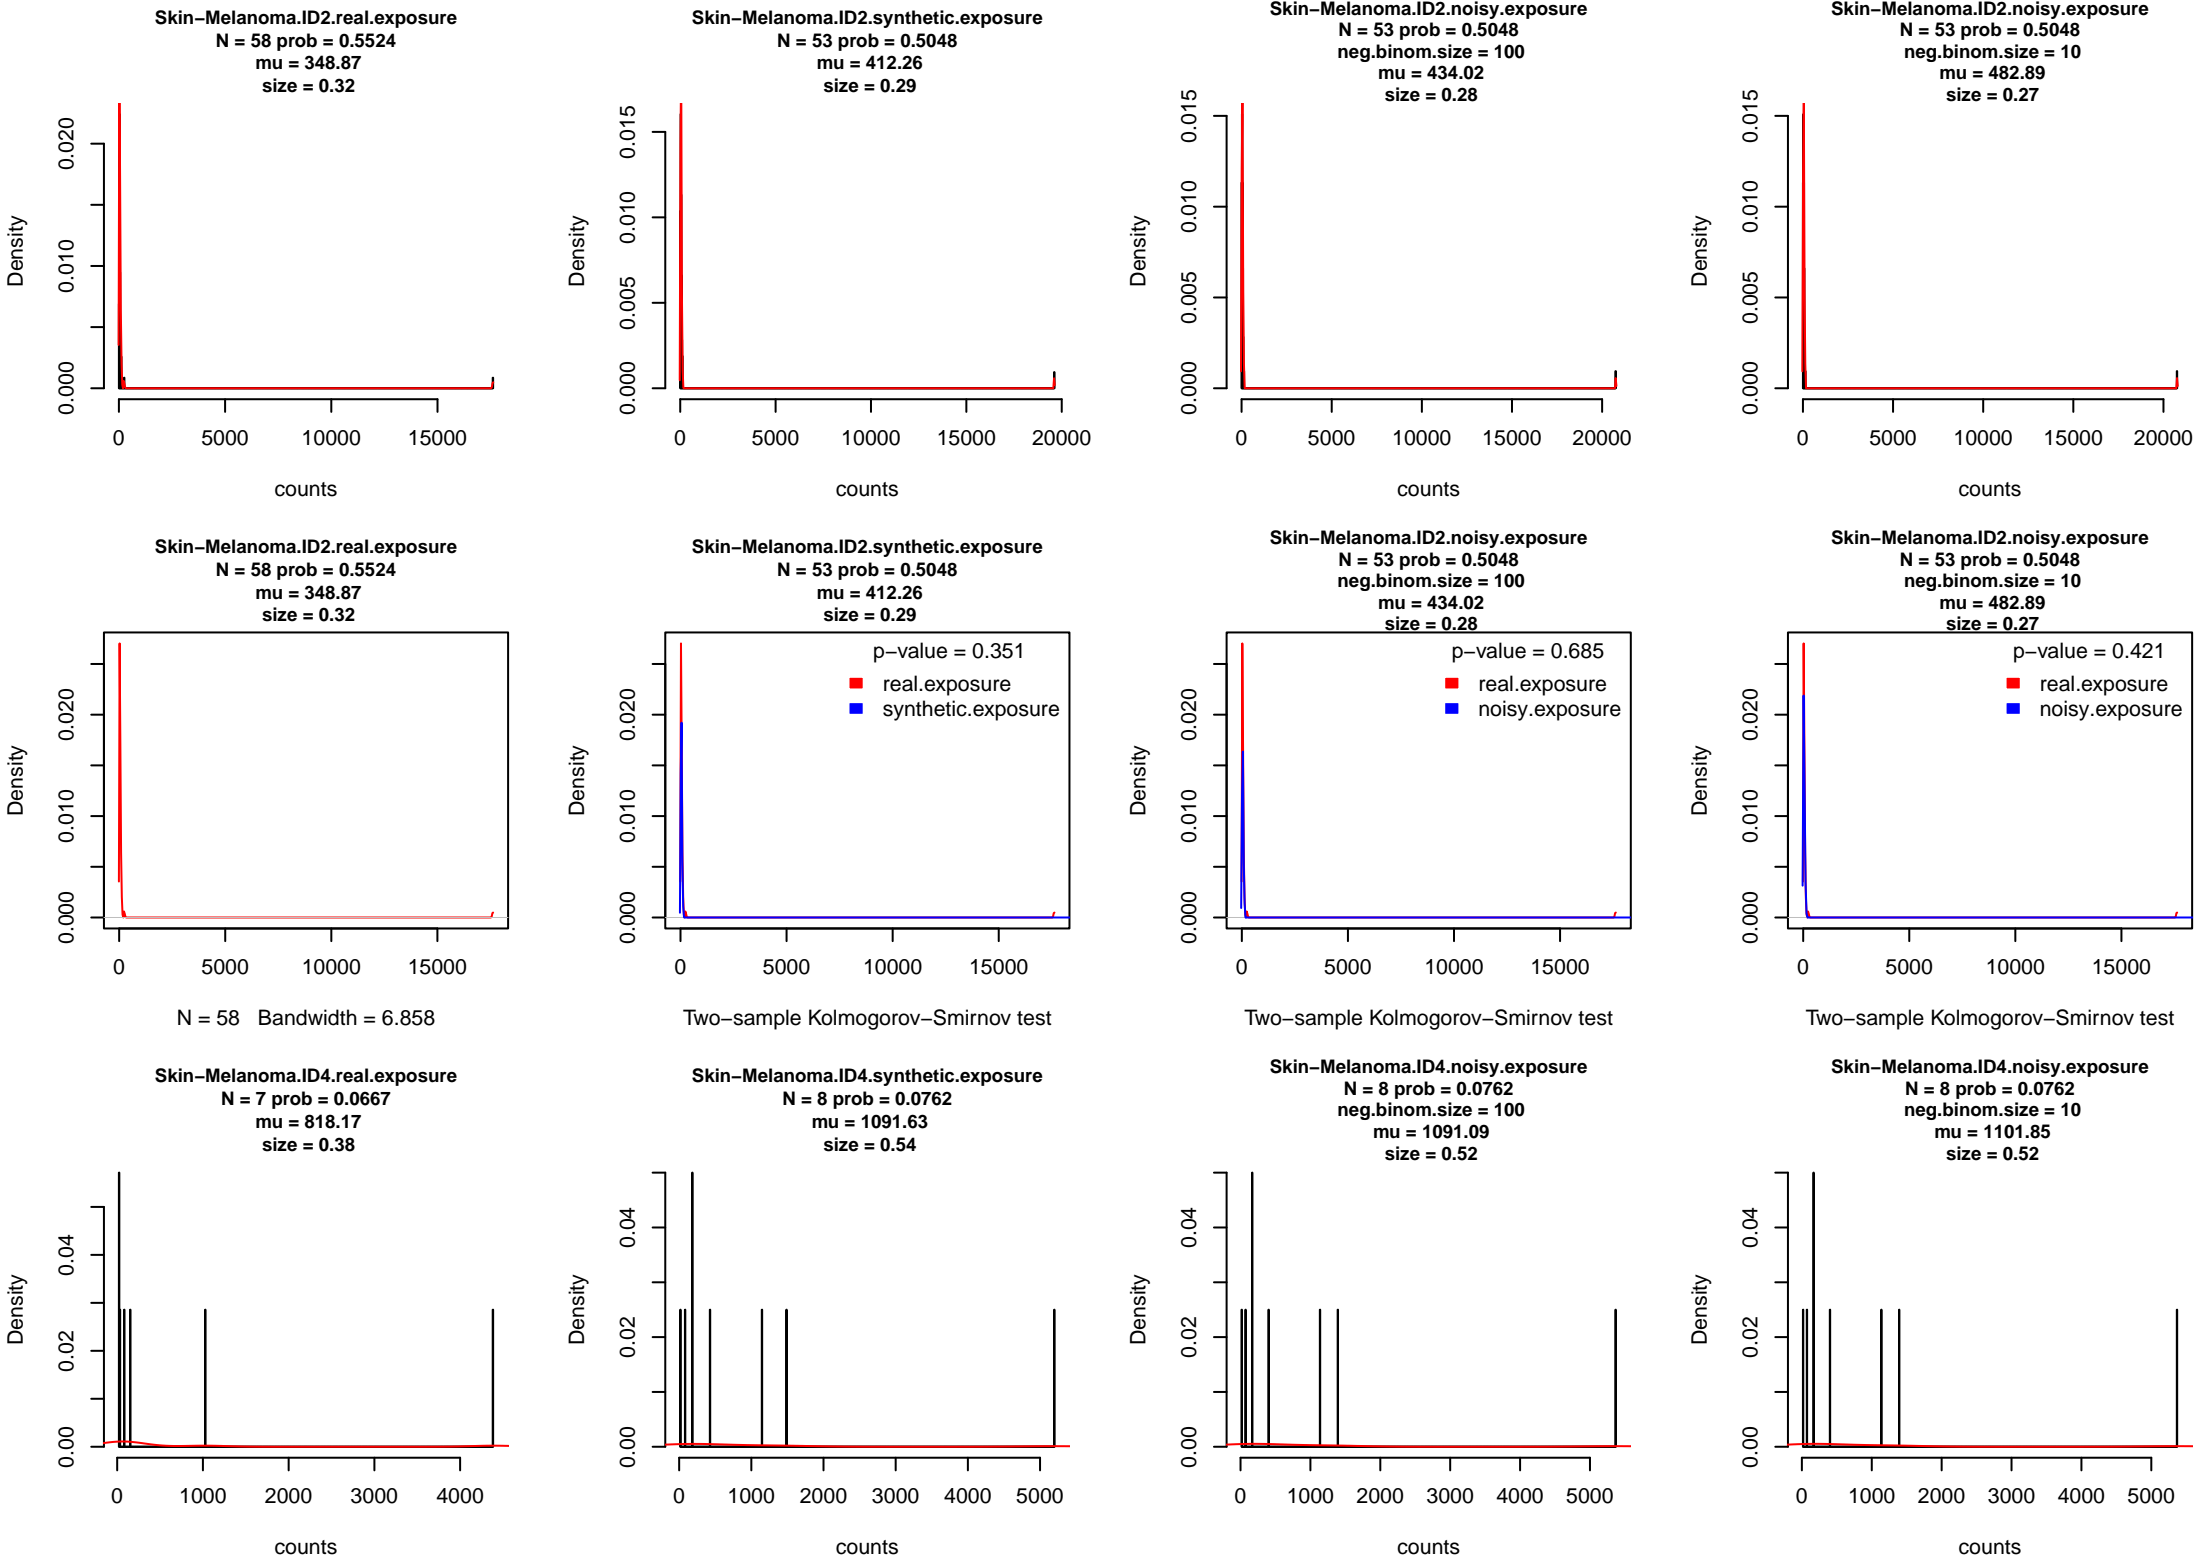 Skin−Melanoma.ID2.real.exposure
N = 58 prob = 0.5524
mu = 348.87
size = 0.32
Density
0.000 0.010 0.020
0 5000 10000 15000
counts
Skin−Melanoma.ID2.synthetic.exposure
N = 53 prob = 0.5048
mu = 412.26
size = 0.29
Density
0.000 0.005 0.010 0.015
0 5000 10000 15000 20000
counts
Skin−Melanoma.ID2.noisy.exposure
N = 53 prob = 0.5048
neg.binom.size = 100
mu = 434.02
size = 0.28
Density
0.000 0.005 0.010 0.015
0 5000 10000 15000 20000
counts
Skin−Melanoma.ID2.noisy.exposure
N = 53 prob = 0.5048
neg.binom.size = 10
mu = 482.89
size = 0.27
Density
0.000 0.005 0.010 0.015
0 5000 10000 15000 20000
counts
Skin−Melanoma.ID2.real.exposure
N = 58 prob = 0.5524
mu = 348.87
size = 0.32
Density
0.000 0.010 0.020
0 5000 10000 15000
N = 58 Bandwidth = 6.858
Skin−Melanoma.ID2.synthetic.exposure
N = 53 prob = 0.5048
mu = 412.26
size = 0.29
p−value = 0.351
real.exposure
synthetic.exposure
Density
0.000 0.010 0.020
0 5000 10000 15000
Two−sample Kolmogorov−Smirnov test
Skin−Melanoma.ID2.noisy.exposure
N = 53 prob = 0.5048
neg.binom.size = 100
mu = 434.02
size = 0.28
p−value = 0.685
real.exposure
noisy.exposure
Density
0.000 0.010 0.020
0 5000 10000 15000
Two−sample Kolmogorov−Smirnov test
Skin−Melanoma.ID2.noisy.exposure
N = 53 prob = 0.5048
neg.binom.size = 10
mu = 482.89
size = 0.27
p−value = 0.421
real.exposure
noisy.exposure
Density
0.000 0.010 0.020
0 5000 10000 15000
Two−sample Kolmogorov−Smirnov test
Skin−Melanoma.ID4.real.exposure
N = 7 prob = 0.0667
mu = 818.17
size = 0.38
Density
0.00 0.02 0.04
0 1000 2000 3000 4000
counts
Skin−Melanoma.ID4.synthetic.exposure
N = 8 prob = 0.0762
mu = 1091.63
size = 0.54
Density
0.00 0.02 0.04
0 1000 2000 3000 4000 5000
counts
Skin−Melanoma.ID4.noisy.exposure
N = 8 prob = 0.0762
neg.binom.size = 100
mu = 1091.09
size = 0.52
Density
0.00 0.02 0.04
0 1000 2000 3000 4000 5000
counts
Skin−Melanoma.ID4.noisy.exposure
N = 8 prob = 0.0762
neg.binom.size = 10
mu = 1101.85
size = 0.52
Density
0.00 0.02 0.04
0 1000 2000 3000 4000 5000
counts